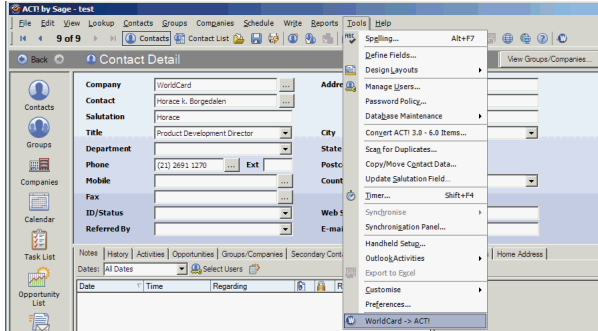 ACT! by Sage - test
File Edit View Lookup Contacts Groups Companies Schedule Write Reports Tools Help
9 of 9 Contacts Contact List
Back Contact Detail View Groups/Companies...
Contacts
Groups
Companies
Calendar
Task List
Opportunity
List
Company WorldCard ...
Contact Horace k. Borgedalen ...
Salutation Horace
Title Product Development Director
Department
Phone (21) 2691 1270 ... Ext
Mobile ...
Fax ...
ID/Status
Referred By
Addre
City
State
Postc
Count
Web S
E-mai
Notes History Activities Opportunities Groups/Companies Secondary Cont Home Address
Dates: All Dates Select Users
Date Time Regarding R
Spelling... Alt+F7
Define Fields...
Design Layouts
Manage Users...
Password Policy...
Database Maintenance
Convert ACT! 3.0 - 6.0 Items...
Scan for Duplicates...
Copy/Move Contact Data...
Update Salutation Field...
Timer... Shift+F4
Synchronise
Synchronisation Panel...
Handheld Setup...
Outlook Activities
Export to Excel
Customise
Preferences...
WorldCard -> ACT!